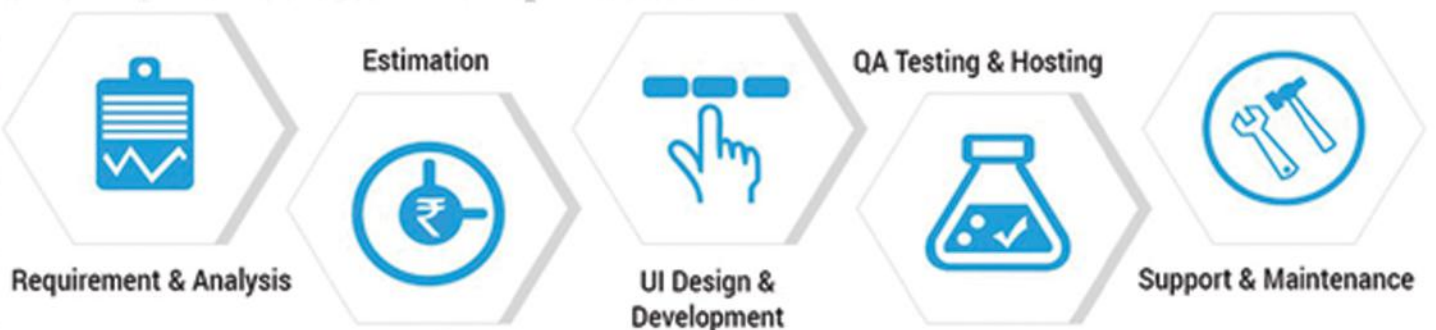 Requirement & Analysis
Estimation
₹
UI Design &
Development
QA Testing & Hosting
Support & Maintenance